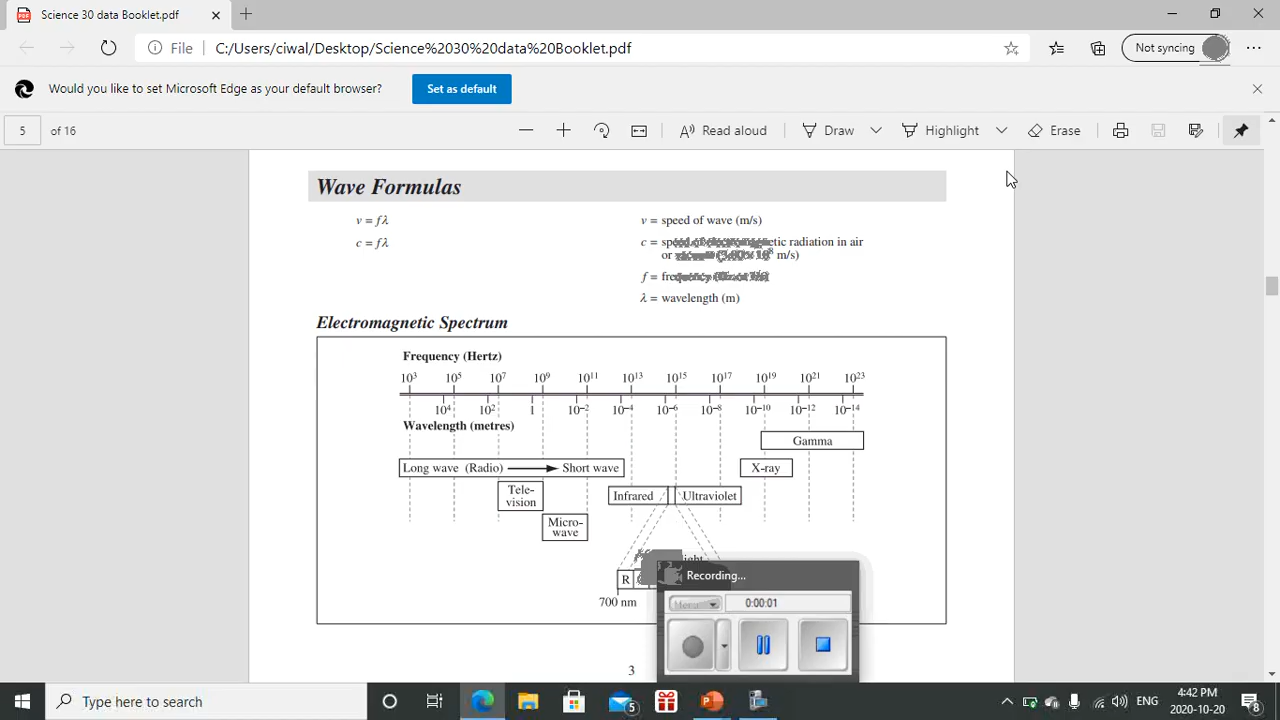 Science 30 data Booklet.pdf
File C:/Users/ciwal/Desktop/Science%2030%20data%20Booklet.pdf Not syncing
Would you like to set Microsoft Edge as your default browser? Set as default
5 of 16 Read aloud Draw Highlight Erase
Wave Formulas
v = fλ
c = fλ
v = speed of wave (m/s)
c = speed of electromagnetic radiation in air
or m/s)
f =
λ = wavelength (m)
Electromagnetic Spectrum
Frequency (Hertz)
10³ 10⁵ 10⁷ 10⁹ 10¹¹ 10¹³ 10¹⁵ 10¹⁷ 10¹⁹ 10²¹ 10²³
10⁴ 10² 1 10⁻² 10⁻⁴ 10⁻⁶ 10⁻⁸ 10⁻¹⁰ 10⁻¹² 10⁻¹⁴
Wavelength (metres)
Gamma
Long wave (Radio) Short wave
X-ray
Infrared Ultraviolet
Tele-
vision
Micro-
wave
R
700 nm
Recording...
Menu 0:00:01
3
Type here to search
5
ENG
4:42 PM
2020-10-20
8